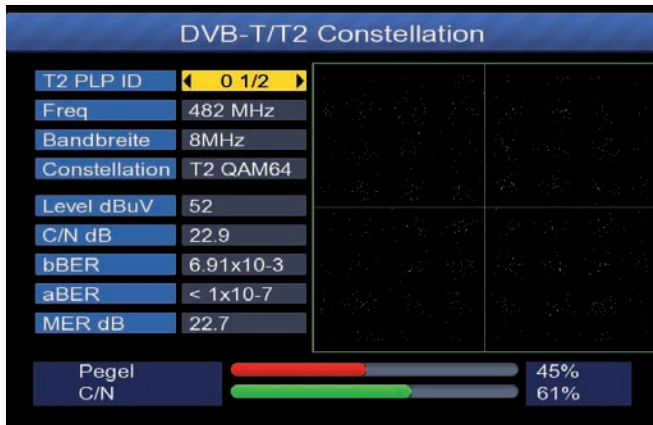 DVB-T/T2 Constellation
T2 PLP ID 0 1/2
Freq 482 MHz
Bandbreite 8MHz
Constellation T2 QAM64
Level dBuV 52
C/N dB 22.9
bBER 6.91x10-3
aBER < 1x10-7
MER dB 22.7
Pegel 45%
C/N 61%